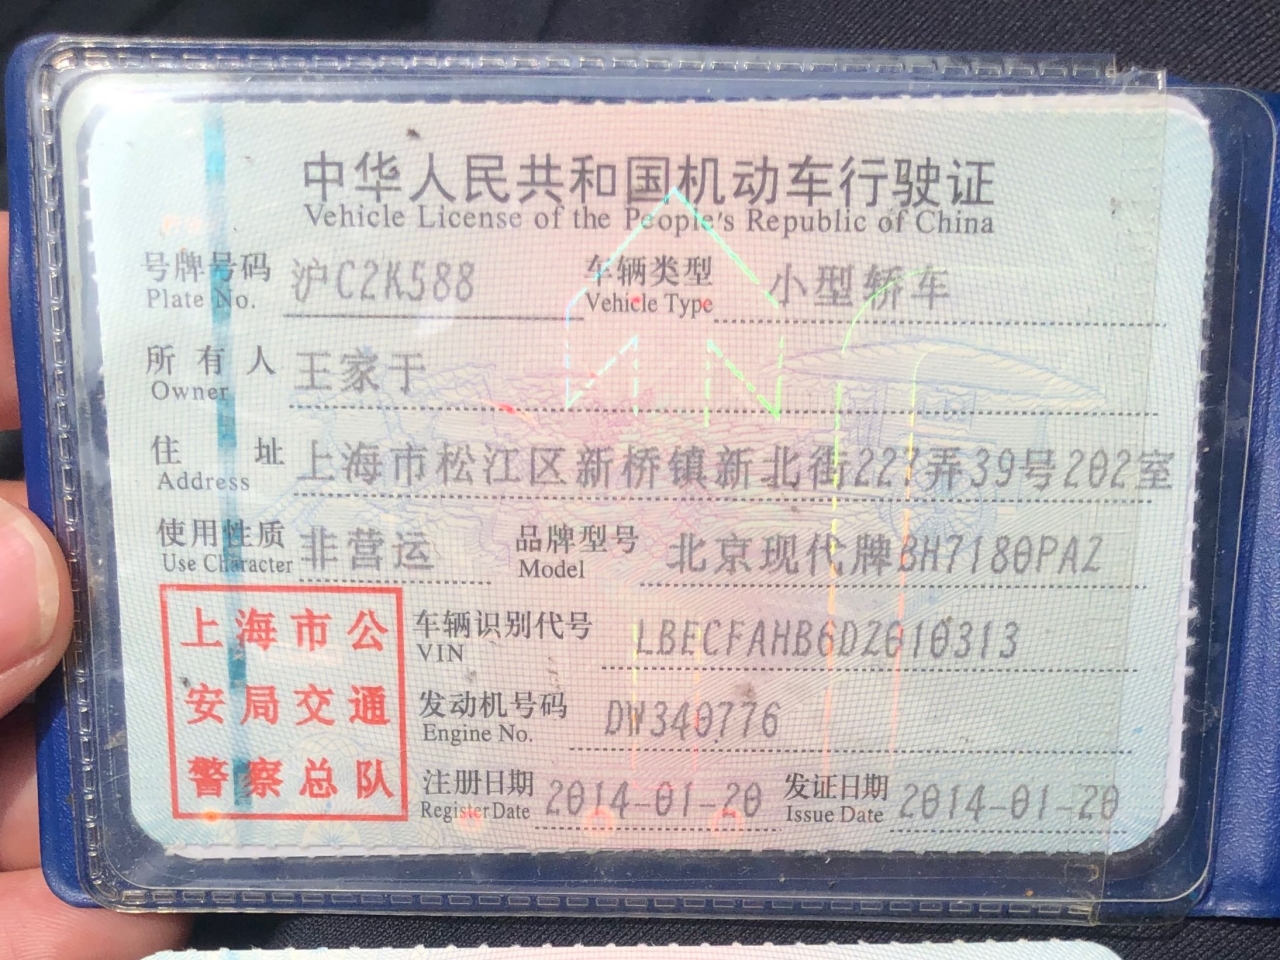 中华人民共和国机动车行驶证
Vehicle License of the People's Republic of China
号牌号码 沪C2K588 车辆类型 小型轿车
Plate No. Vehicle Type
所有人 王家于
Owner
住址 上海市松江区新桥镇新北街227弄39号202室
Address
使用性质 非营运 品牌型号 北京现代牌BH7180PAZ
Use Character Model
上海市公
安局交通
警察总队
车辆识别代号 LBECFAHB6DZ610313
VIN
发动机号码 DW340776
Engine No.
注册日期 2014-01-20 发证日期 2014-01-20
Register Date Issue Date